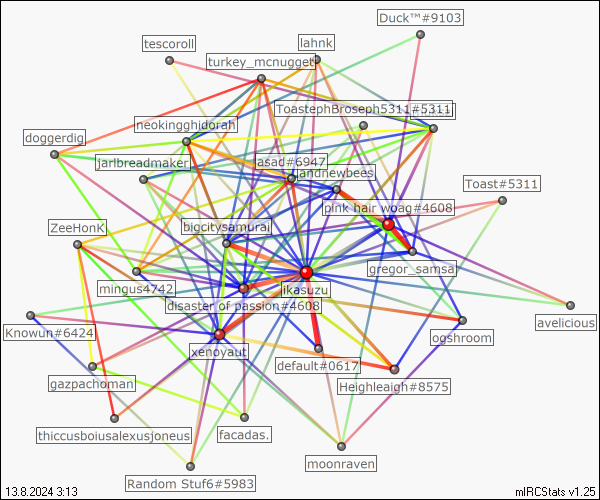 Duck™#9103
tescoroll
lahnk
turkey_mcnugget
ToastephBroseph5311#5311
neokingghidorah
doggerdig
jarlbreadmaker
asad#6947
andnewbees
Toast#5311
pink hair woag#4608
bigcitysamurai
ZeeHonK
gregor_samsa
mingus4742
ikasuzu
disaster of passion#4608
avelicious
Knowun#6424
ogshroom
xenoyaut
default#0617
gazpachoman
Heighleigh#8575
thiccusboiusalexusjoneus
facadas.
moonraven
Random Stuf6#5983
13.8.2024 3:13
mIRCStats v1.25